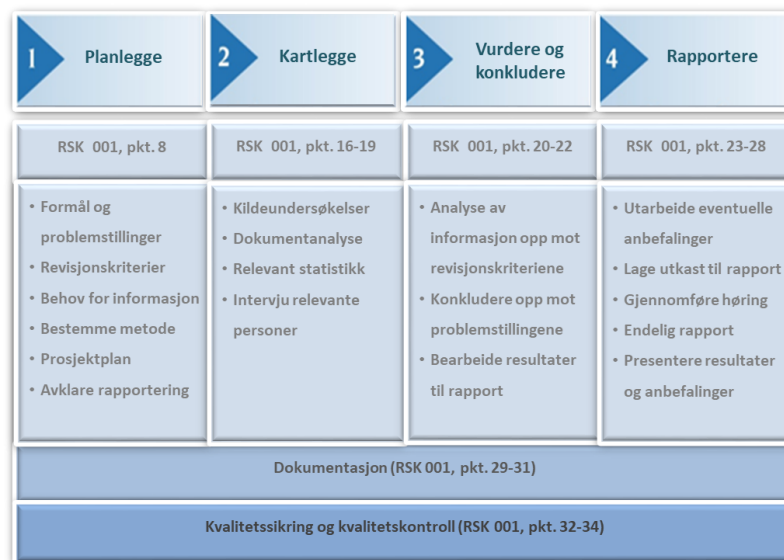 1 Planlegge
2 Kartlegge
3 Vurdere og
konkludere
4 Rapportere
RSK 001, pkt. 8
RSK 001, pkt. 16-19
RSK 001, pkt. 20-22
RSK 001, pkt. 23-28
• Formål og
problemstillinger
• Revisjonskriterier
• Behov for informasjon
• Bestemme metode
• Prosjektplan
• Avklare rapportering
• Kildeundersøkelser
• Dokumentanalyse
• Relevant statistikk
• Intervju relevante
personer
• Analyse av
informasjon opp mot
revisjonskriteriene
• Konkludere opp mot
problemstillingene
• Bearbeide resultater
til rapport
• Utarbeide eventuelle
anbefalinger
• Lage utkast til rapport
• Gjennomføre høring
• Endelig rapport
• Presentere resultater
og anbefalinger
Dokumentasjon (RSK 001, pkt. 29-31)
Kvalitetssikring og kvalitetskontroll (RSK 001, pkt. 32-34)